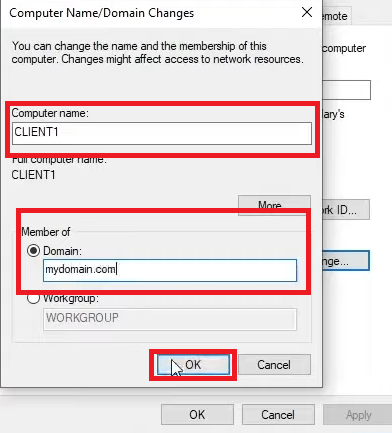 Computer Name/Domain Changes
You can change the name and the membership of this
computer. Changes might affect access to network resources.
Computer name:
CLIENT1
Full computer name:
CLIENT1
More...
Member of
Domain:
mydomain.com
Workgroup:
WORKGROUP
OK
Cancel
emote
computer
ary's
rk ID...
nge...
OK
Cancel
Apply